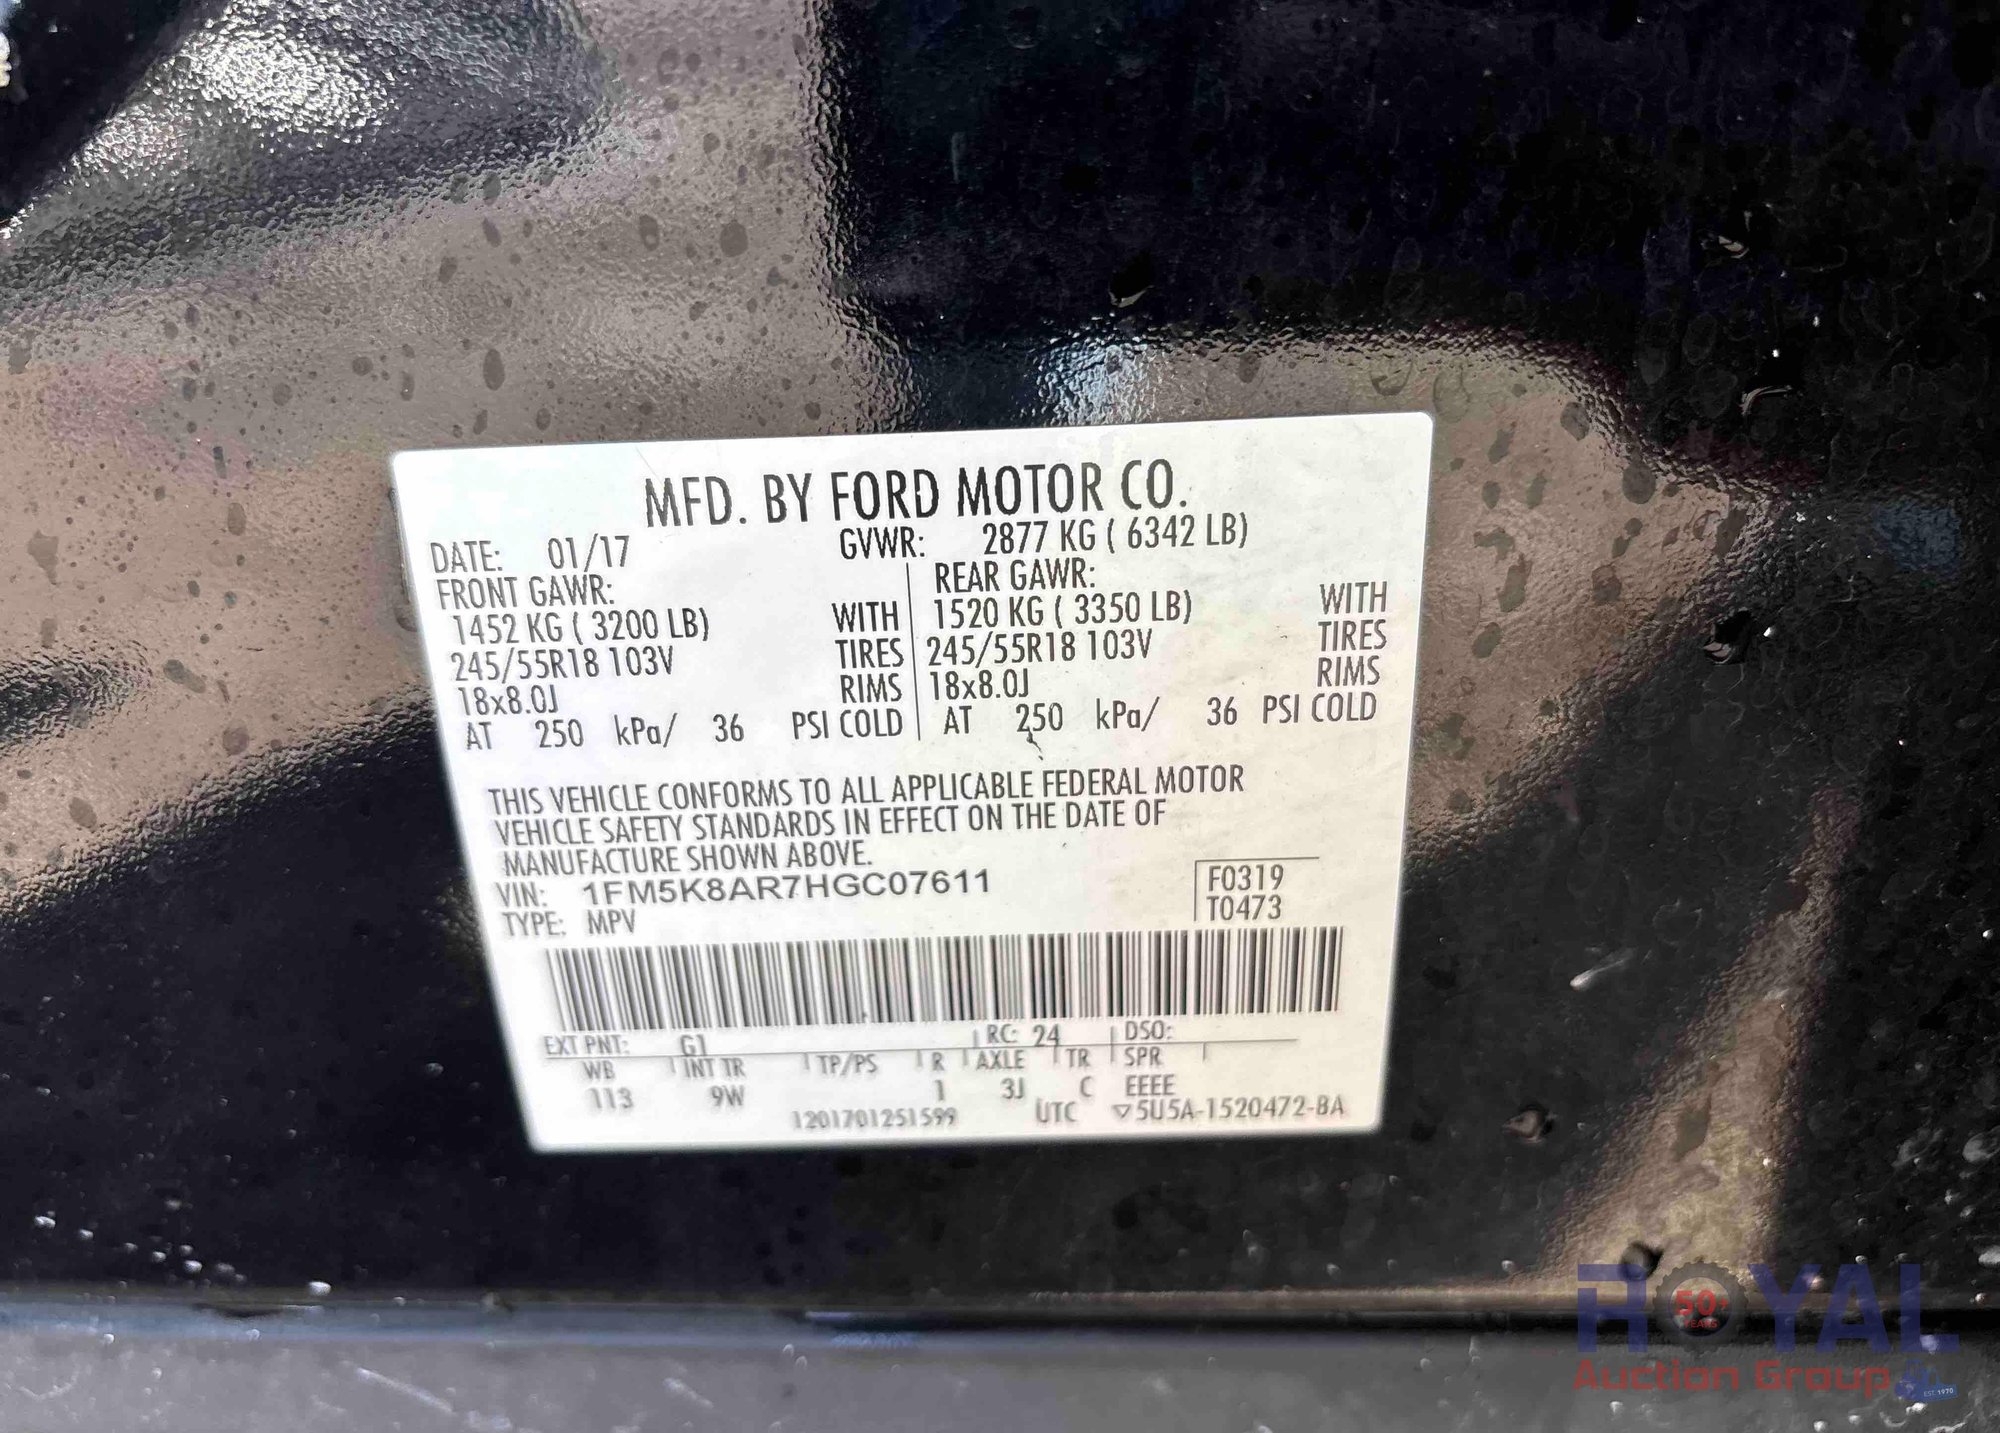 MFD. BY FORD MOTOR CO.
DATE: 01/17 GVWR: 2877 KG ( 6342 LB)
FRONT GAWR: REAR GAWR:
1452 KG ( 3200 LB) WITH 1520 KG ( 3350 LB) WITH
245/55R18 103V TIRES 245/55R18 103V TIRES
18x8.0J RIMS 18x8.0J RIMS
AT 250 kPa/ 36 PSI COLD AT 250 kPa/ 36 PSI COLD
THIS VEHICLE CONFORMS TO ALL APPLICABLE FEDERAL MOTOR
VEHICLE SAFETY STANDARDS IN EFFECT ON THE DATE OF
MANUFACTURE SHOWN ABOVE.
VIN: 1FM5K8AR7HGC07611 F0319
TYPE: MPV T0473
EXT PNT: G1 RC: 24 DSO:
WB INT TR TP/PS R AXLE TR SPR
113 9W 1 3J C EEEE
1201701251599 UTC ▽5U5A-1520472-BA
ROYAL
50+
YEARS
Auction Group
EST. 1970